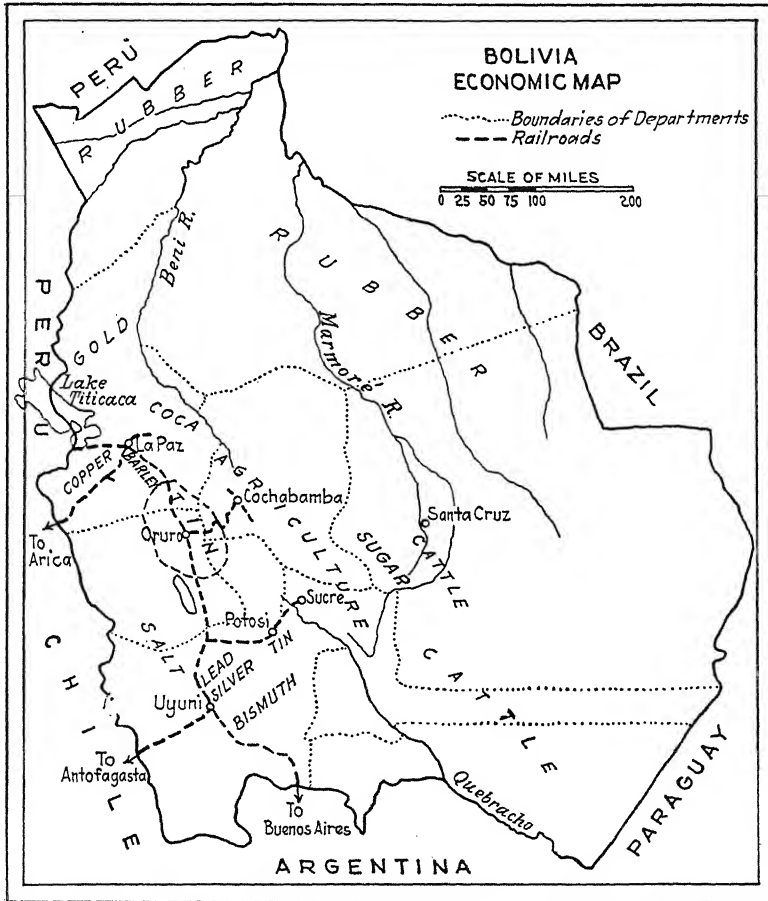 BOLIVIA
ECONOMIC MAP
Boundaries of Departments
Railroads
SCALE OF MILES
0 25 50 75 100 200
PERÚ
RUBBER
Beni R.
RUBBER
PERU
GOLD
Marmoré R.
BRAZIL
Lake
Titicaca
COCA
La Paz
COPPER
BARLEY
AGRICULTURE
TIN
Cochabamba
Santa Cruz
To
Arica
Oruro
SUGAR
CATTLE
Sucre
Potosi
TIN
SALT
CHILE
LEAD
SILVER
BISMUTH
CATTLE
Uyuni
To
Antofagasta
Quebracho
PARAGUAY
To
Buenos Aires
ARGENTINA